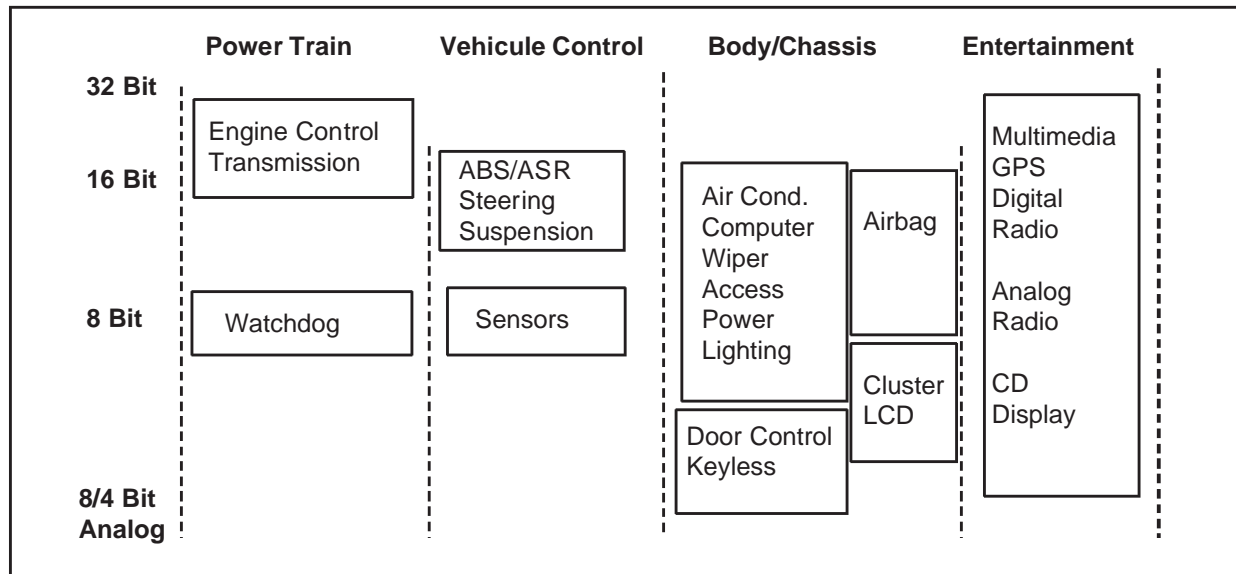 Power Train
Vehicule Control
Body/Chassis
Entertainment
32 Bit
16 Bit
8 Bit
8/4 Bit
Analog
Engine Control
Transmission
Watchdog
ABS/ASR
Steering
Suspension
Sensors
Air Cond.
Computer
Wiper
Access
Power
Lighting
Door Control
Keyless
Airbag
Cluster
LCD
Multimedia
GPS
Digital
Radio
Analog
Radio
CD
Display